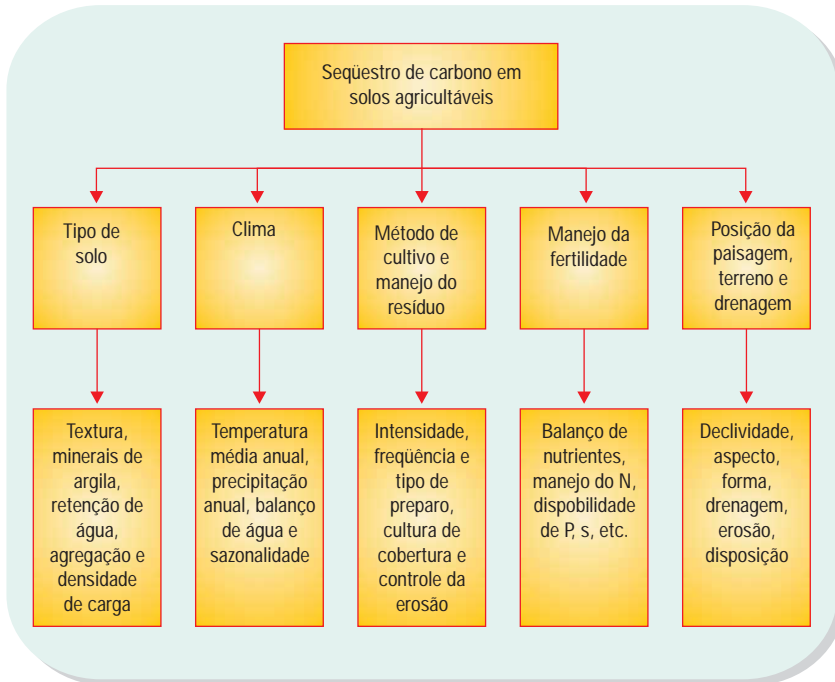 Seqüestro de carbono em
solos agricultáveis
Tipo de
solo
Clima
Método de
cultivo e
manejo do
resíduo
Manejo da
fertilidade
Posição da
paisagem,
terreno e
drenagem
Textura,
minerais de
argila,
retenção de
água,
agregação e
densidade
de carga
Temperatura
média anual,
precipitação
anual, balanço
de água e
sazonalidade
Intensidade,
freqüência e
tipo de
preparo,
cultura de
cobertura e
controle da
erosão
Balanço de
nutrientes,
manejo do N,
dispobilidade
de P, s, etc.
Declividade,
aspecto,
forma,
drenagem,
erosão,
disposição